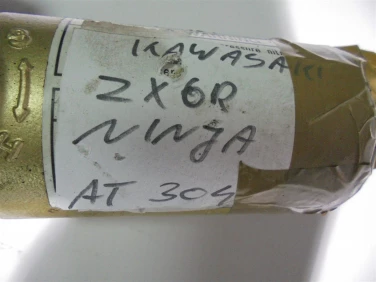 KAWASAKI
ZX6R
NINJA
AT 304